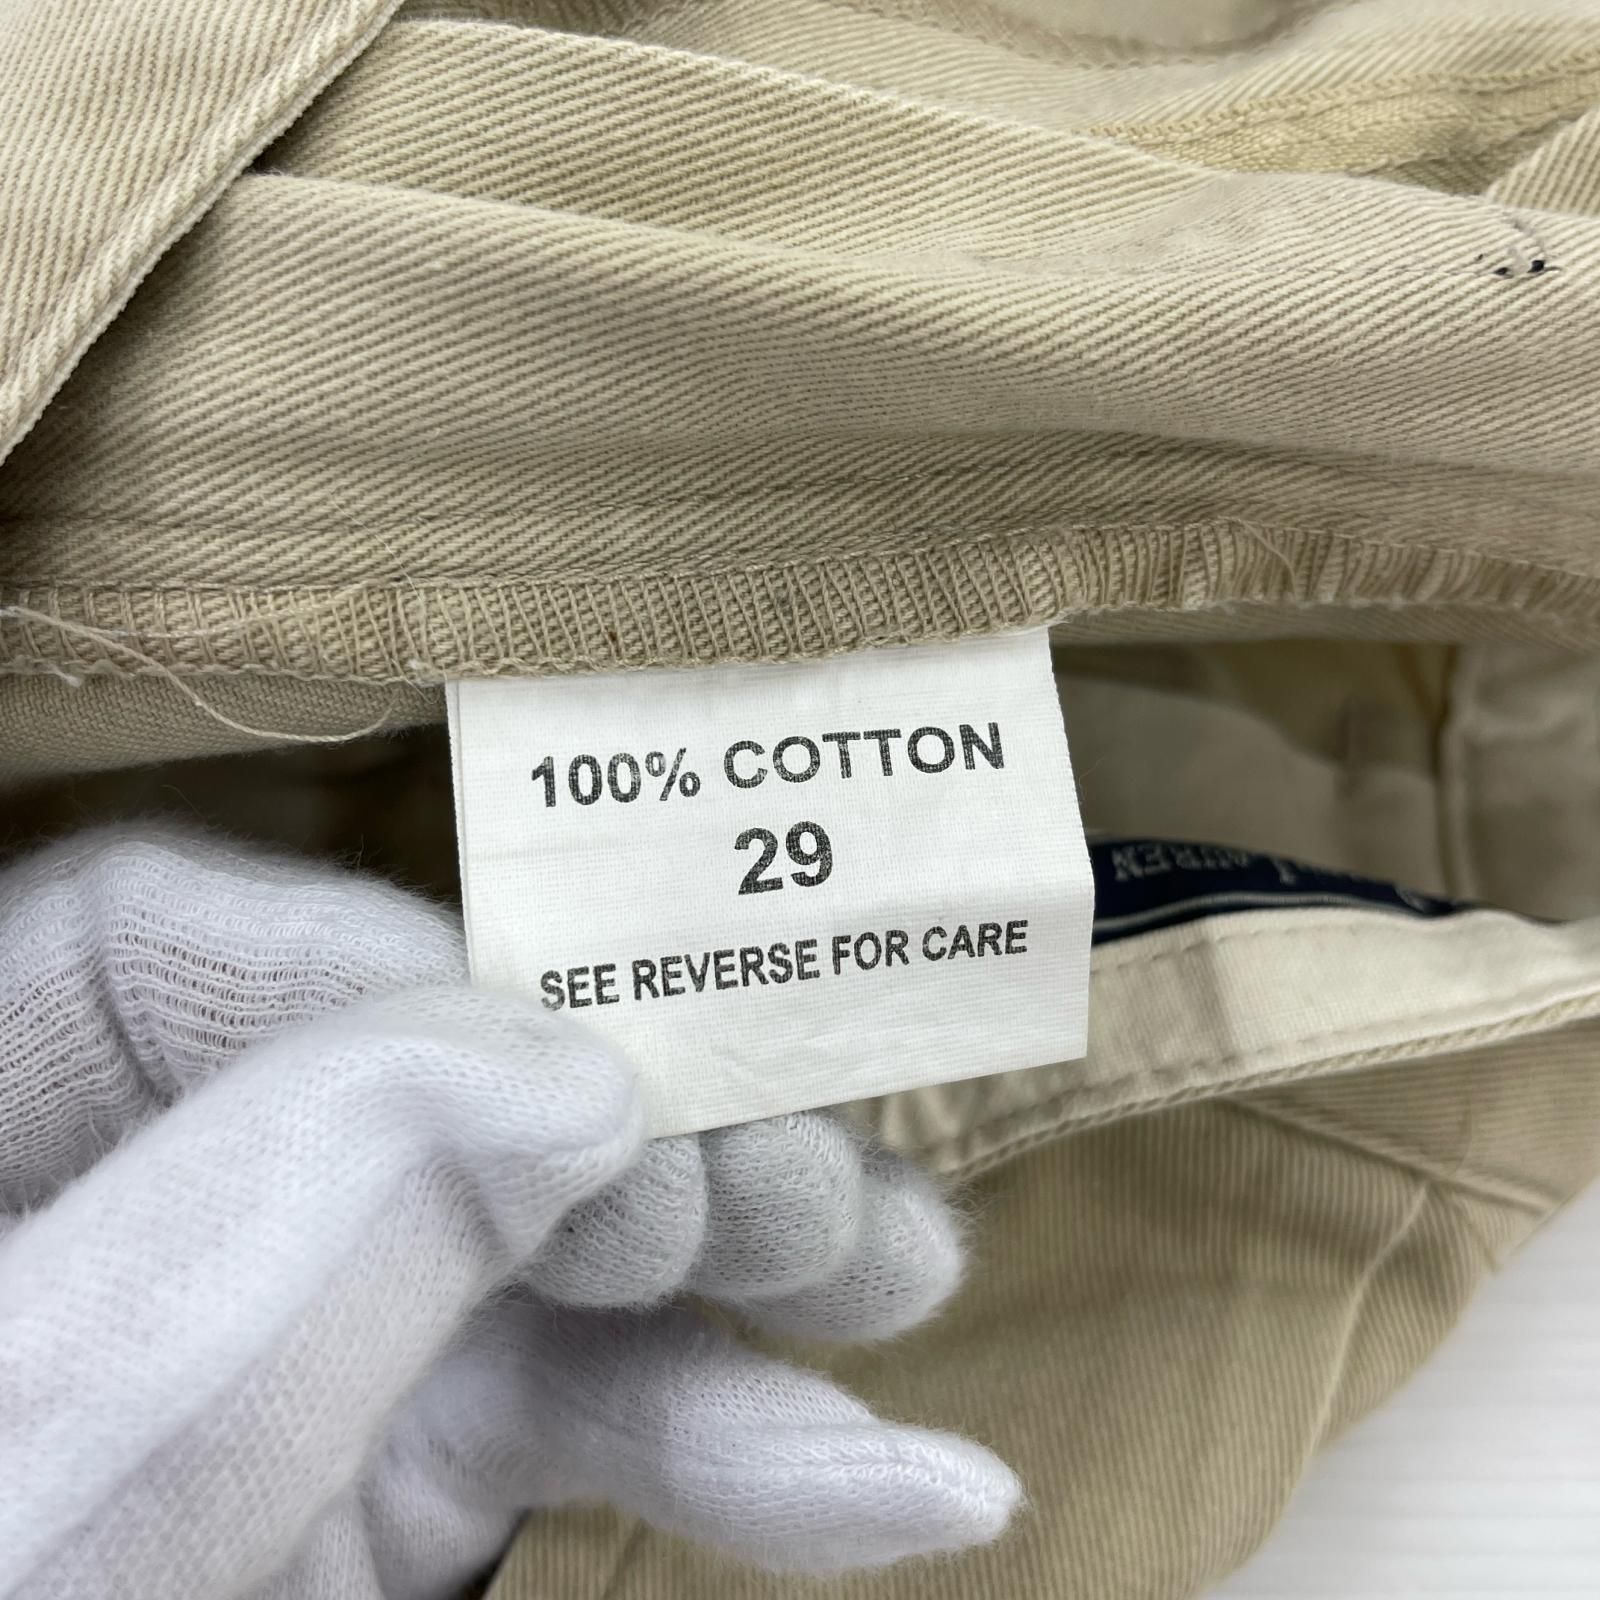 100% COTTON
29
SEE REVERSE FOR CARE